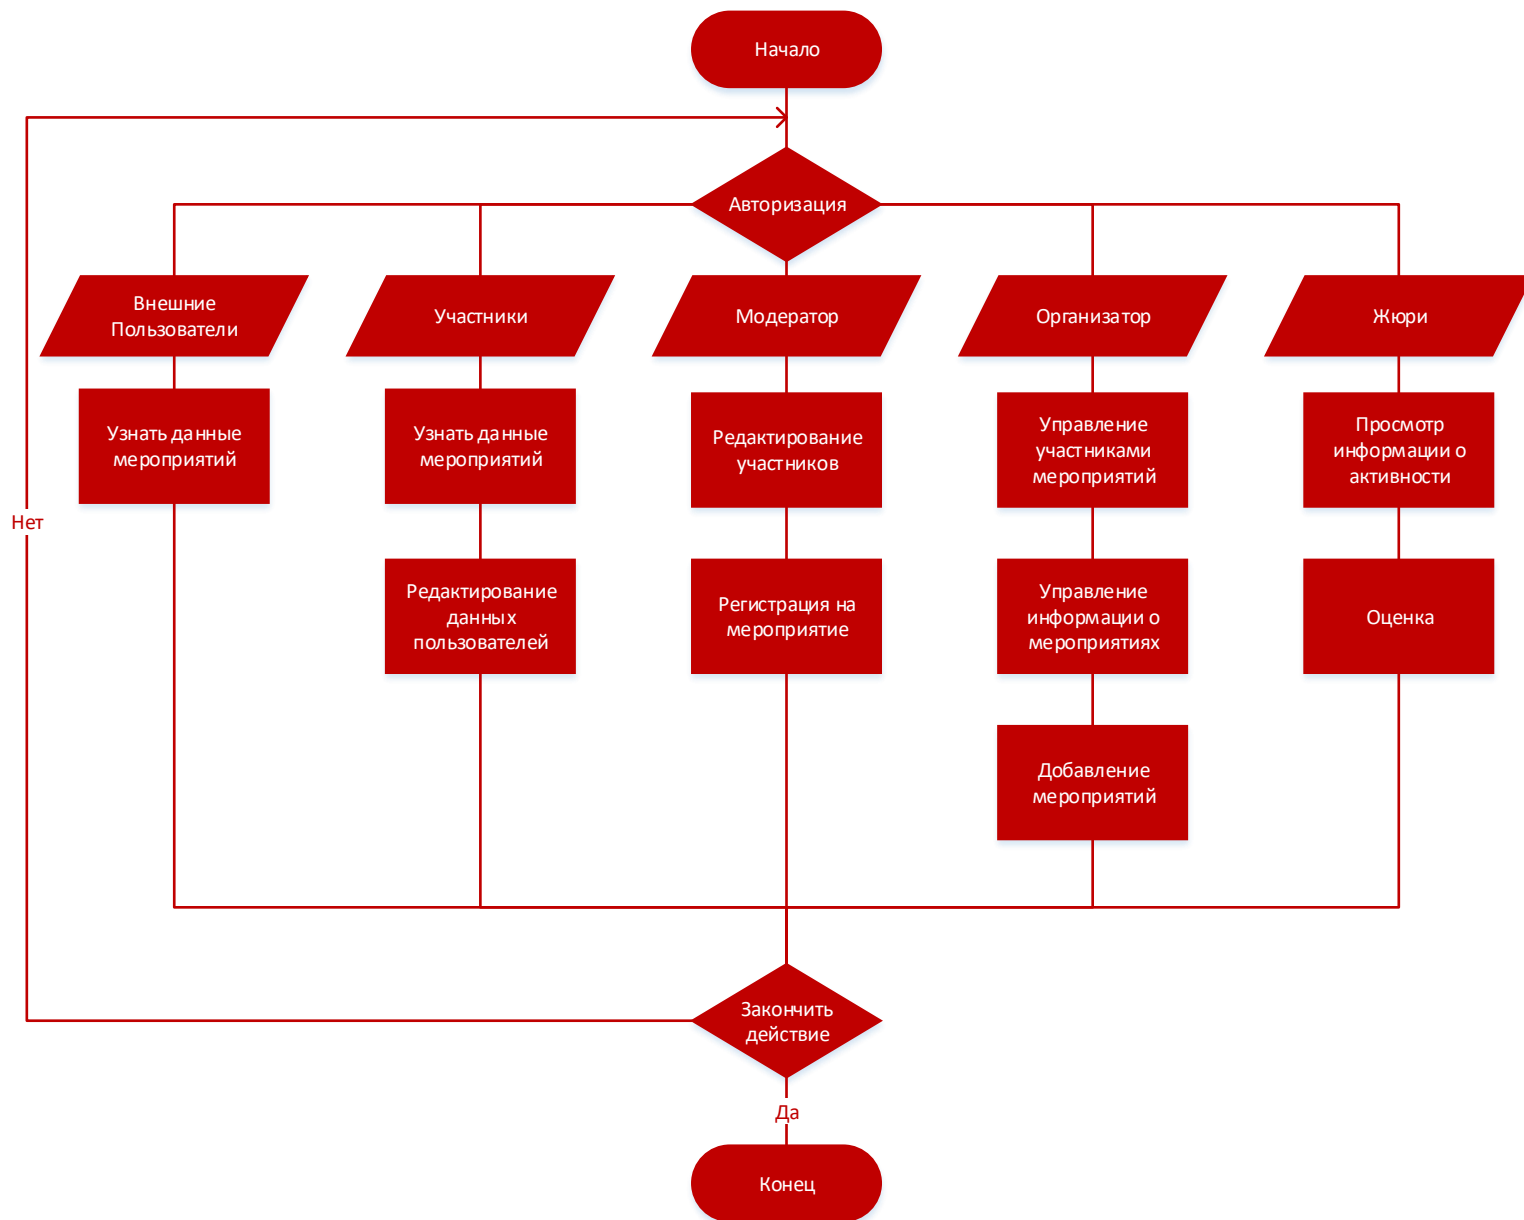 Начало
Авторизация
Внешние
Пользователи
Участники
Модератор
Организатор
Жюри
Узнать данные
мероприятий
Узнать данные
мероприятий
Редактирование
участников
Управление
участниками
мероприятий
Просмотр
информации о
активности
Нет
Редактирование
данных
пользователей
Регистрация на
мероприятие
Управление
информации о
мероприятиях
Оценка
Добавление
мероприятий
Закончить
действие
Да
Конец